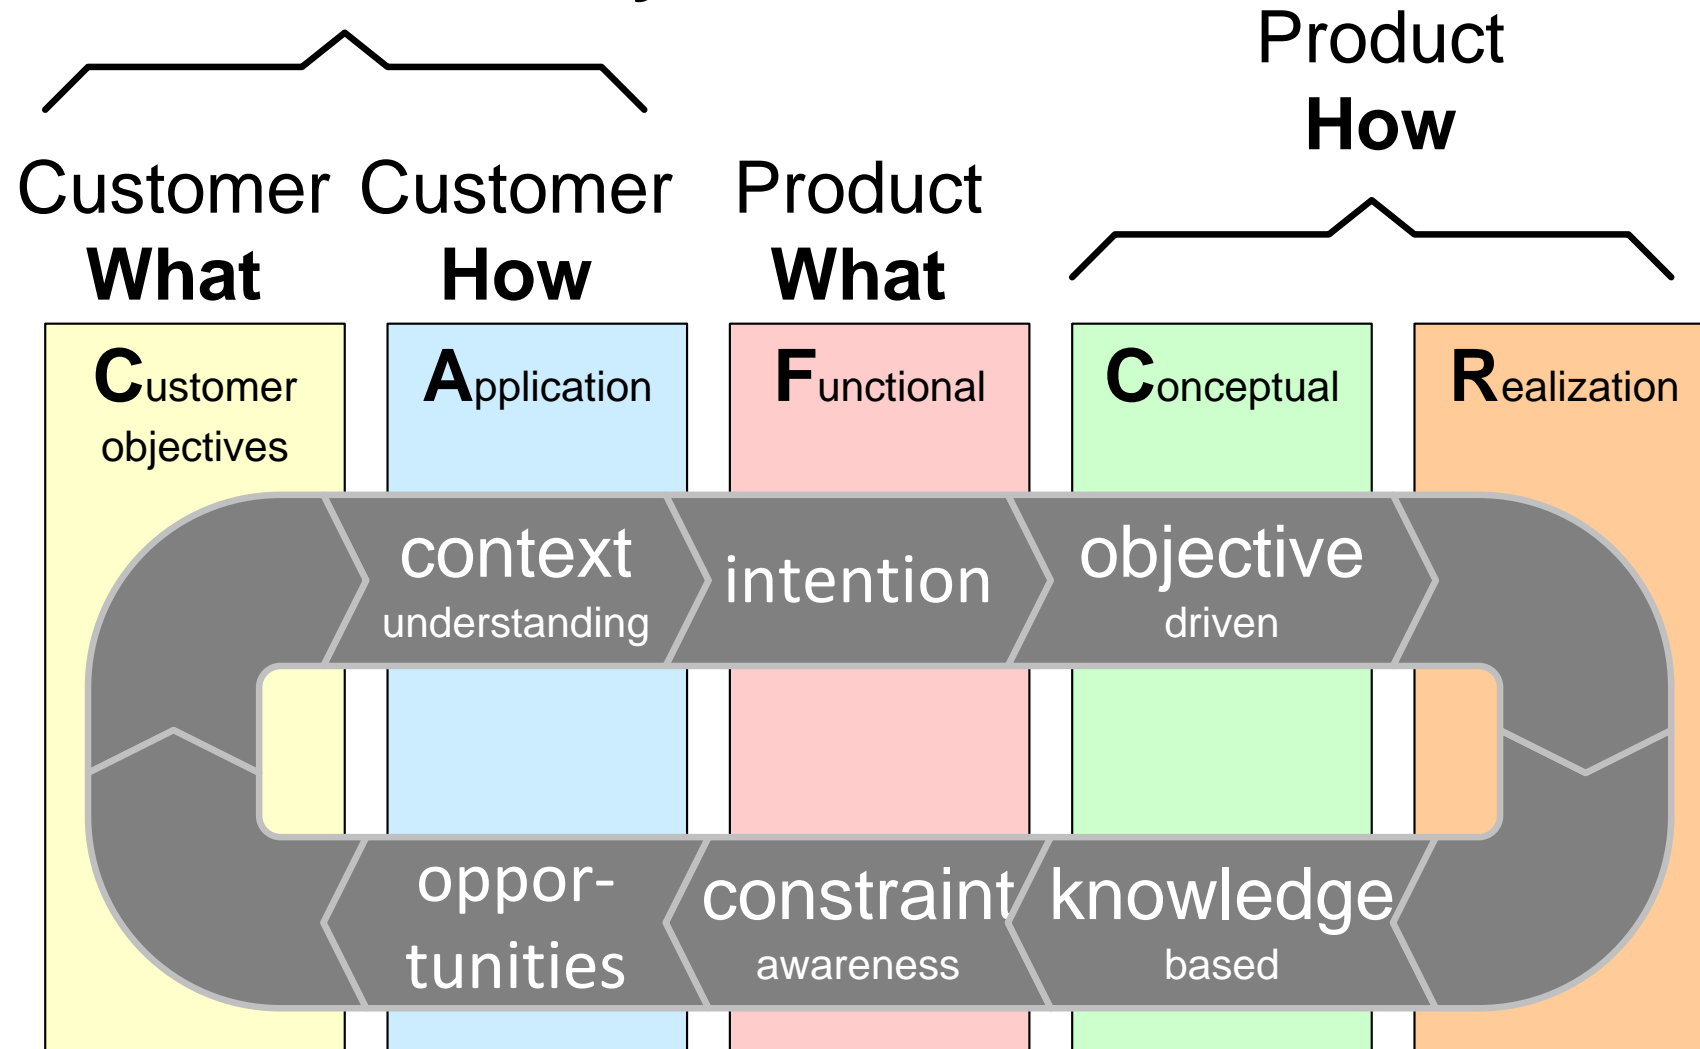 Product
How
Customer Customer Product
What How What
Customer Application Functional Conceptual Realization
objectives
context intention objective
understanding driven
oppor- constraint knowledge
tunities awareness based